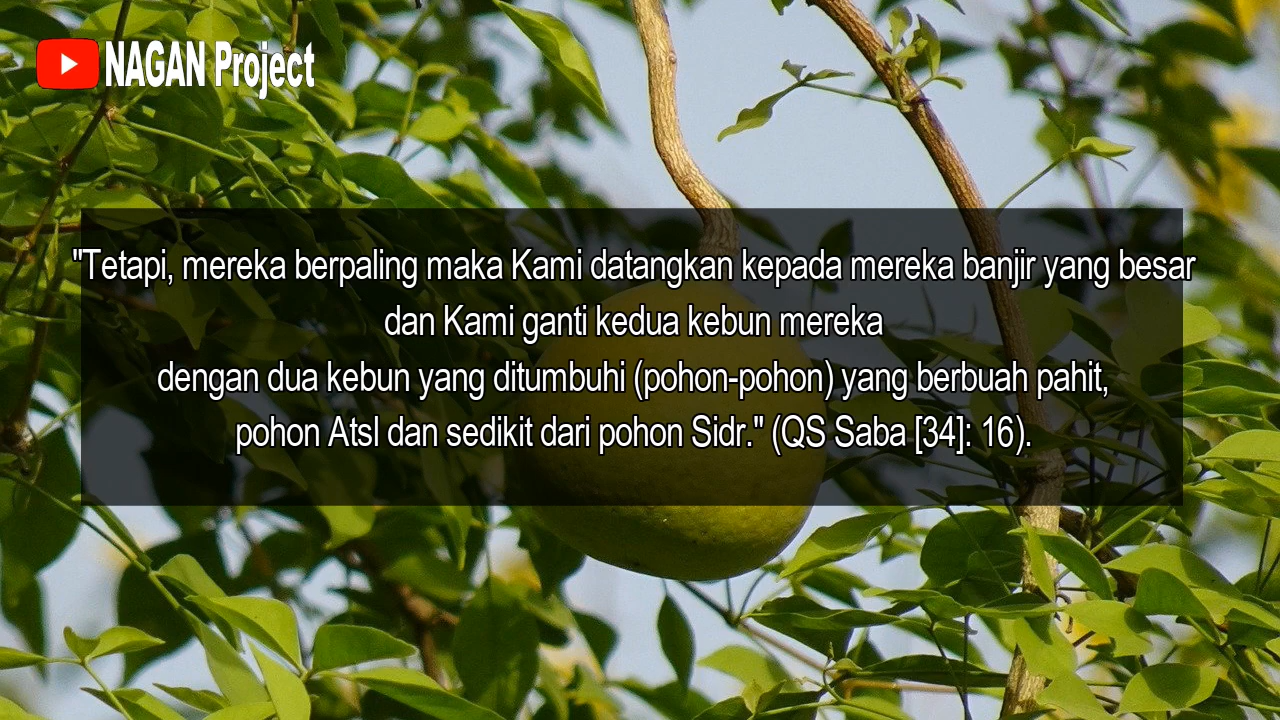 NAGAN Project
"Tetapi, mereka berpaling maka Kami datangkan kepada mereka banjir yang besar
dan Kami ganti kedua kebun mereka
dengan dua kebun yang ditumbuhi (pohon-pohon) yang berbuah pahit,
pohon Atsl dan sedikit dari pohon Sidr." (QS Saba [34]: 16).